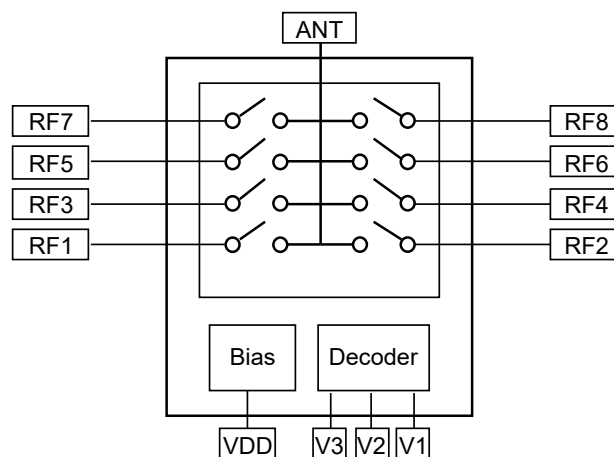 ANT
RF7 RF8
RF5 RF6
RF3 RF4
RF1 RF2
Bias Decoder
VDD V3 V2 V1